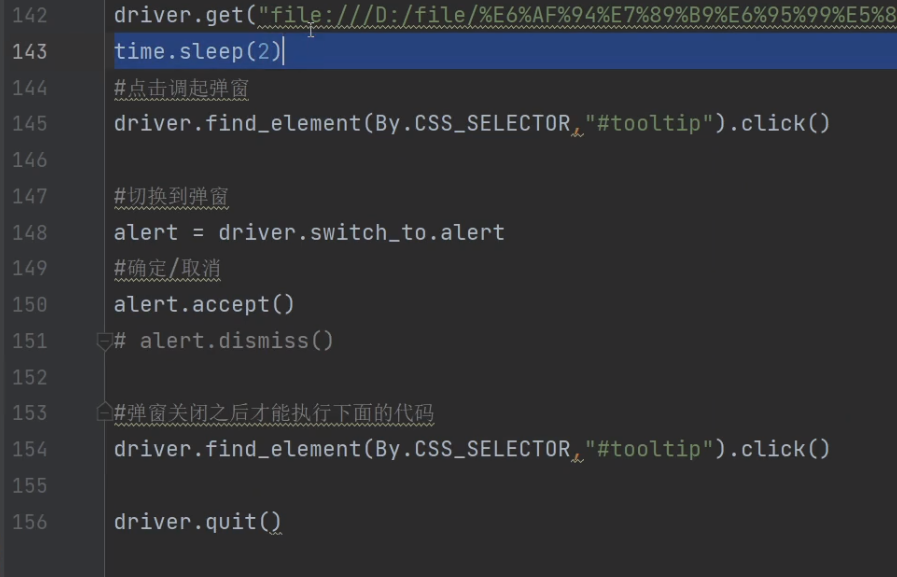 142 driver.get("file:///D:/file/%E6%AF%94%E7%89%B9%E6%95%99%E5%8
143 time.sleep(2)
144 #点击调起弹窗
145 driver.find_element(By.CSS_SELECTOR,"#tooltip").click()
146
147 #切换到弹窗
148 alert = driver.switch_to.alert
149 #确定/取消
150 alert.accept()
151 # alert.dismiss()
152
153 #弹窗关闭之后才能执行下面的代码
154 driver.find_element(By.CSS_SELECTOR,"#tooltip").click()
155
156 driver.quit()